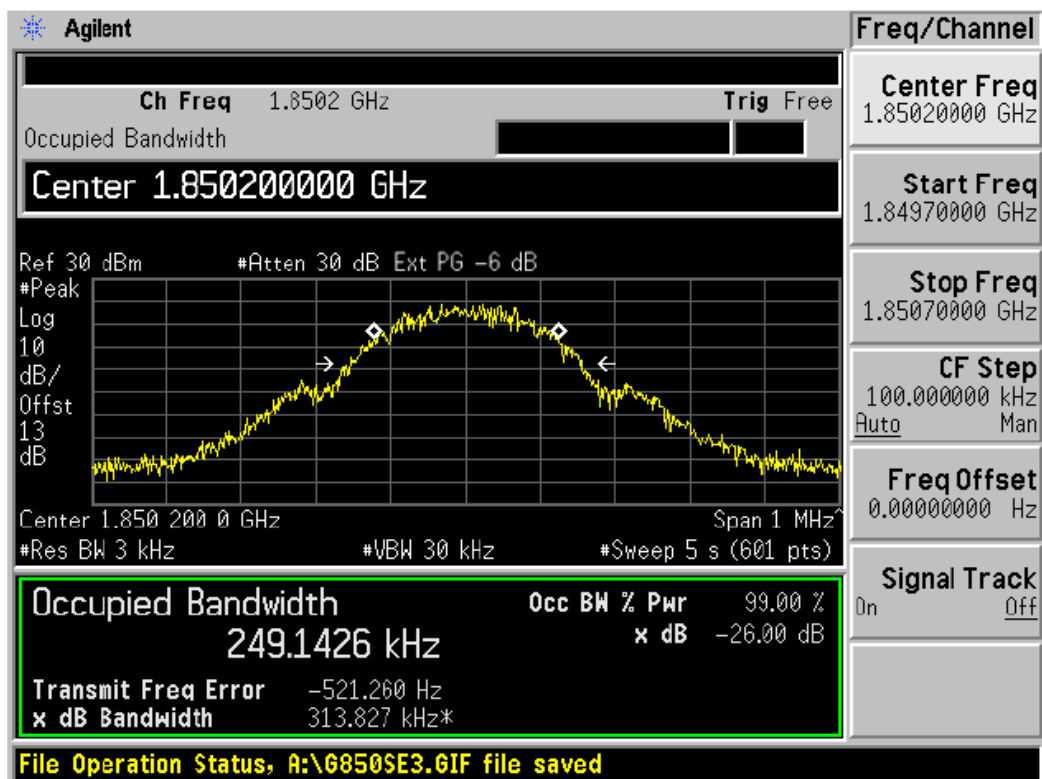 Agilent
Freq/Channel
Ch Freq 1.8502 GHz Trig Free
Occupied Bandwidth
Center 1.850200000 GHz
Ref 30 dBm #Atten 30 dB Ext PG -6 dB
#Peak
Log
10
dB/
Offst
13
dB
Center 1.850 200 0 GHz Span 1 MHz^
#Res BW 3 kHz #VBW 30 kHz #Sweep 5 s (601 pts)
Occupied Bandwidth Occ BW % Pwr 99.00 %
249.1426 kHz x dB -26.00 dB
Transmit Freq Error -521.260 Hz
x dB Bandwidth 313.827 kHz*
File Operation Status, A:\G850SE3.GIF file saved
Center Freq
1.85020000 GHz
Start Freq
1.84970000 GHz
Stop Freq
1.85070000 GHz
CF Step
100.000000 kHz
Auto Man
Freq Offset
0.00000000 Hz
Signal Track
On Off